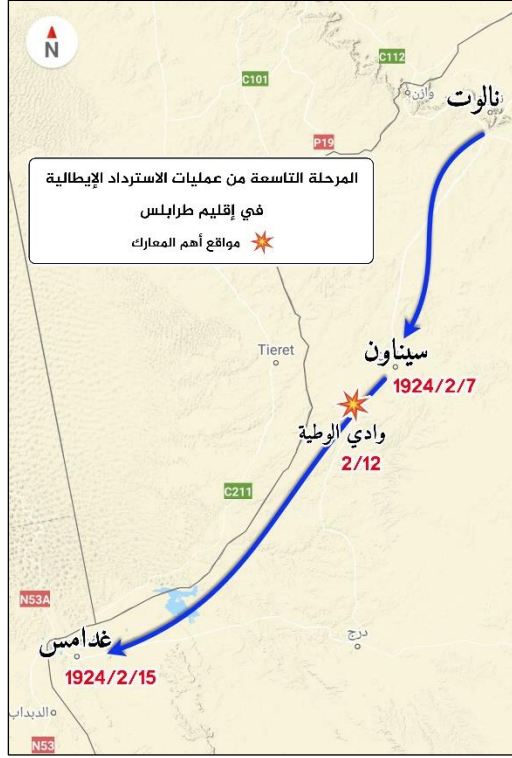 N
C112
وازن
نالوت
C101
P19
المرحلة التاسعة من عمليات الاسترداد الإيطالية
في إقليم طرابلس
مواقع أهم المعارك
Tieret
سيناون
1924/2/7
وادي الوطية
2/12
C211
N53A
غدامس
درج
1924/2/15
الدبداب
N53